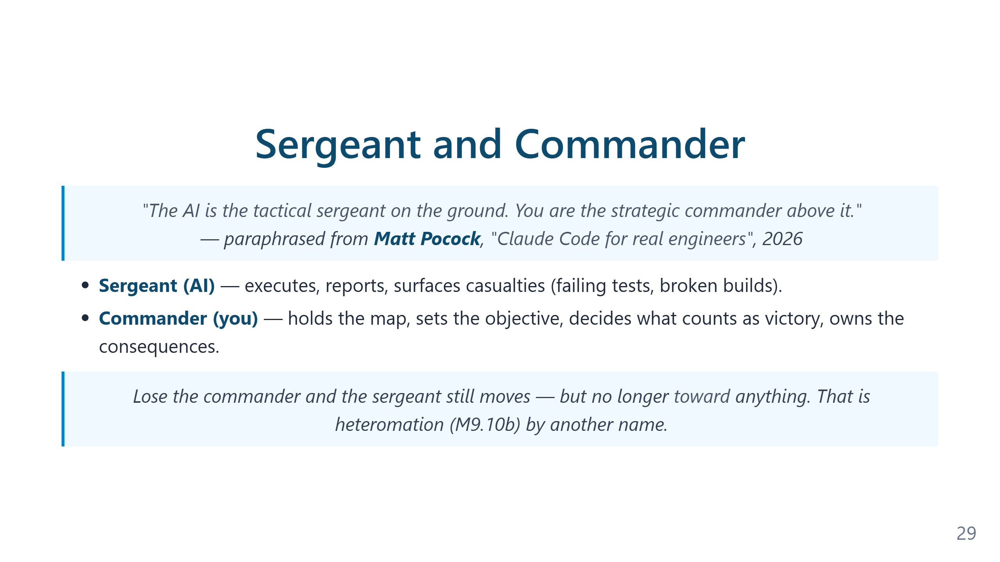 Sergeant and Commander
"The AI is the tactical sergeant on the ground. You are the strategic commander above it."
— paraphrased from Matt Pocock, "Claude Code for real engineers", 2026
• Sergeant (AI) — executes, reports, surfaces casualties (failing tests, broken builds).
• Commander (you) — holds the map, sets the objective, decides what counts as victory, owns the
consequences.
Lose the commander and the sergeant still moves — but no longer toward anything. That is
heteromation (M9.10b) by another name.
29